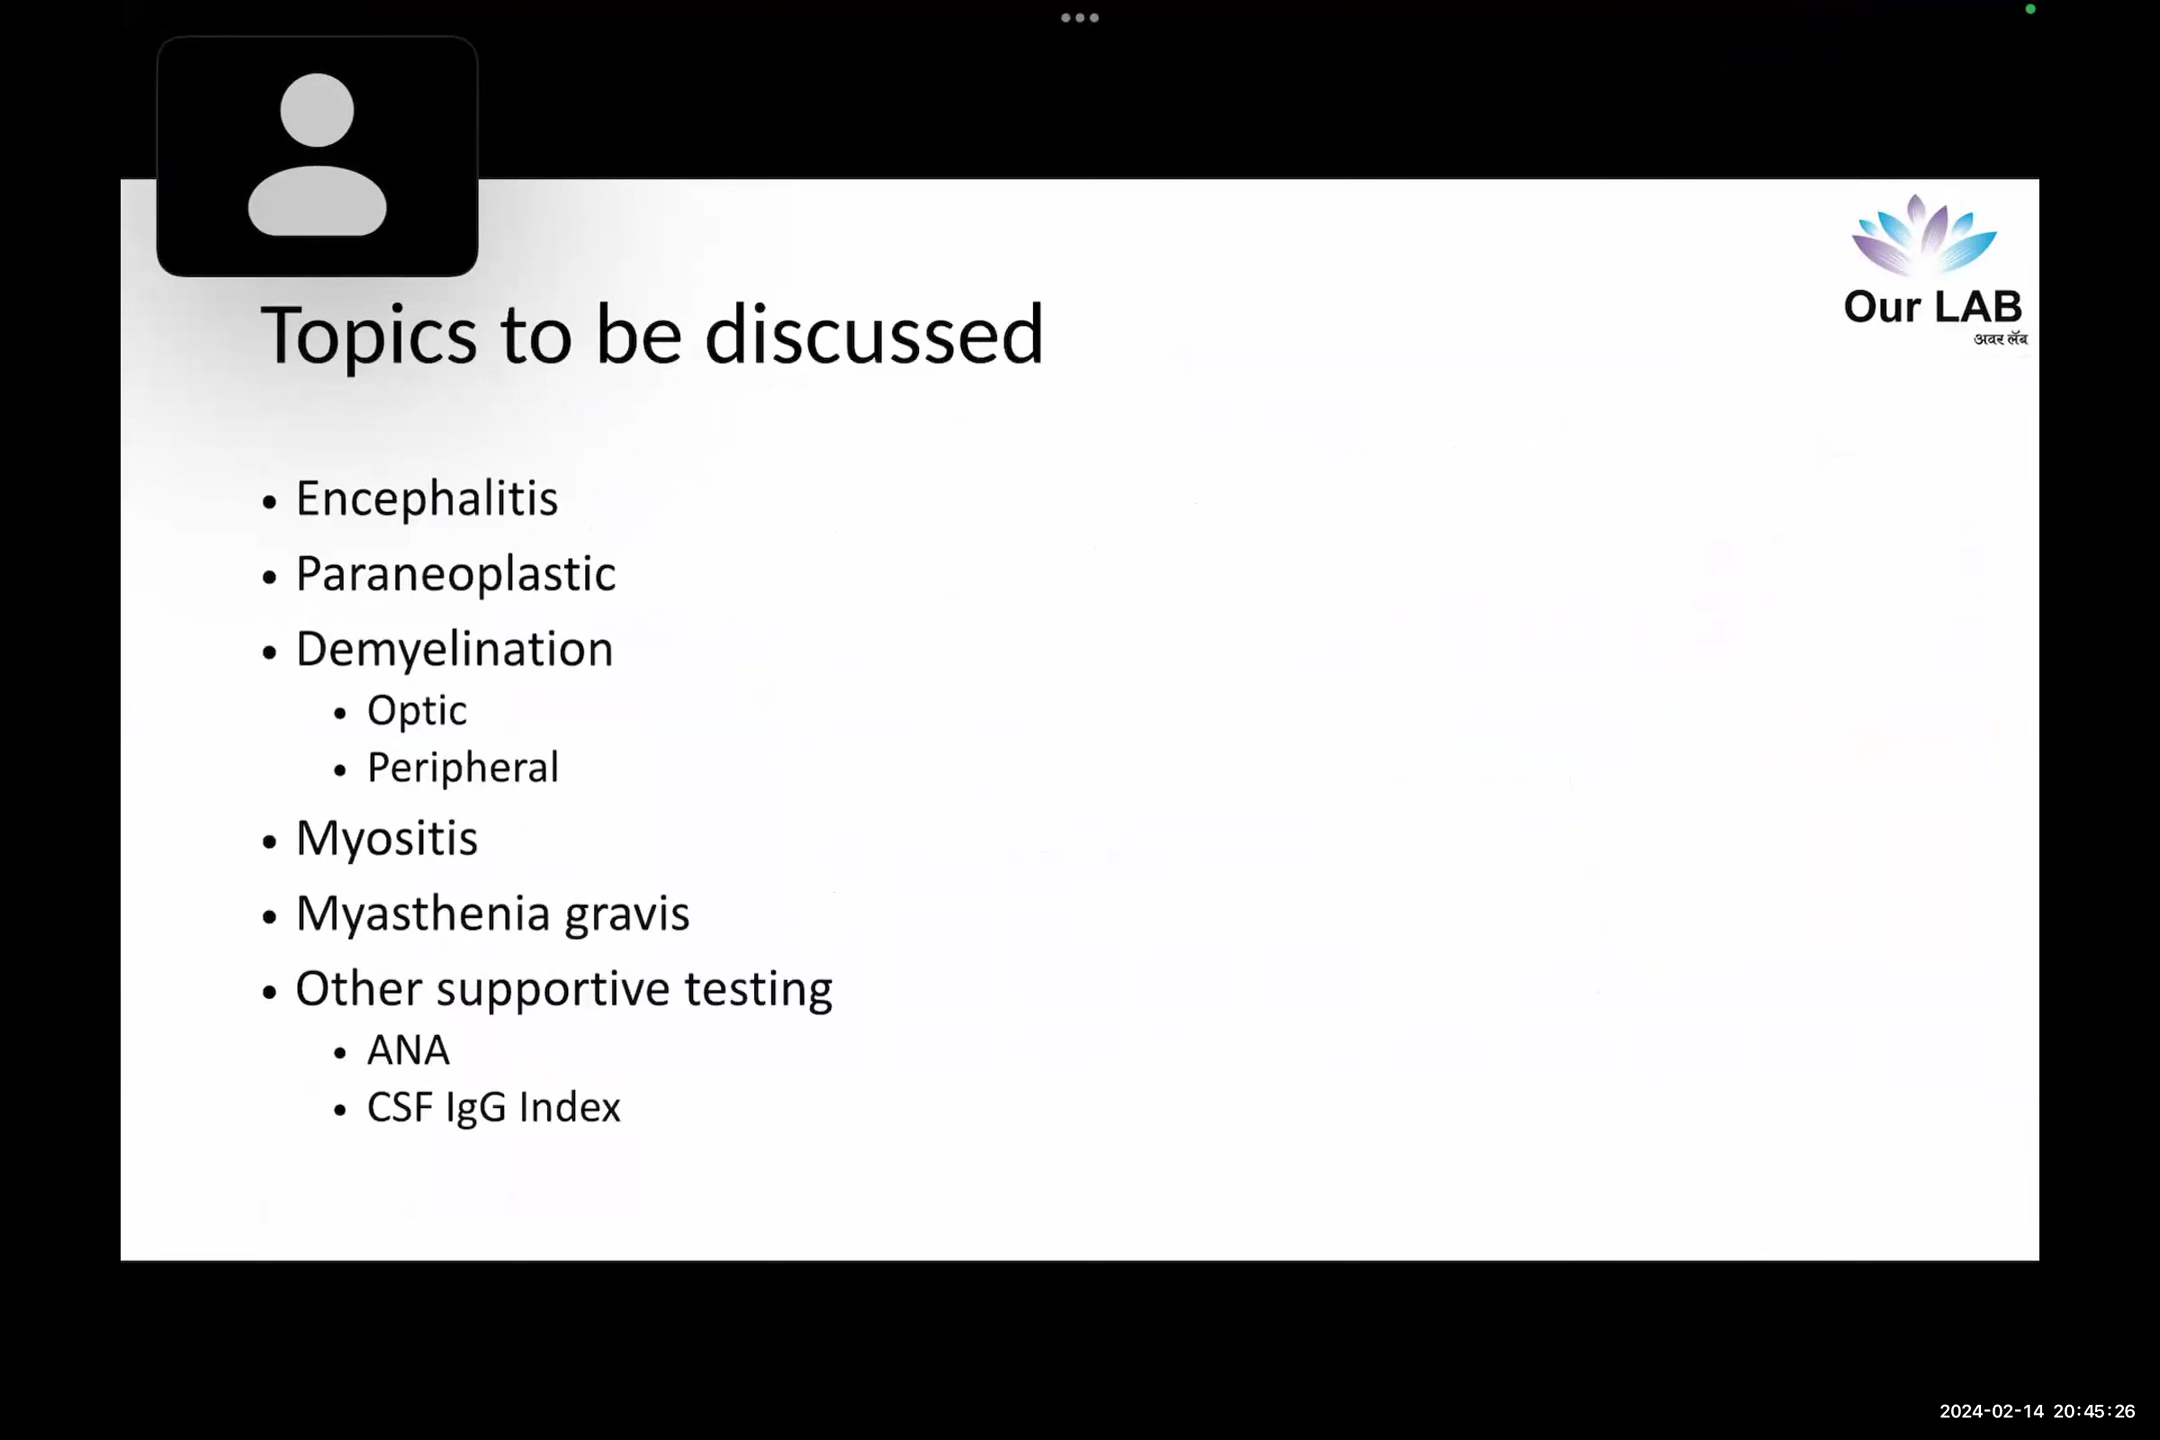 Our LAB
अवर लॅब
Topics to be discussed
• Encephalitis
• Paraneoplastic
• Demyelination
• Optic
• Peripheral
• Myositis
• Myasthenia gravis
• Other supportive testing
• ANA
• CSF IgG Index
2024-02-14 20:45:26